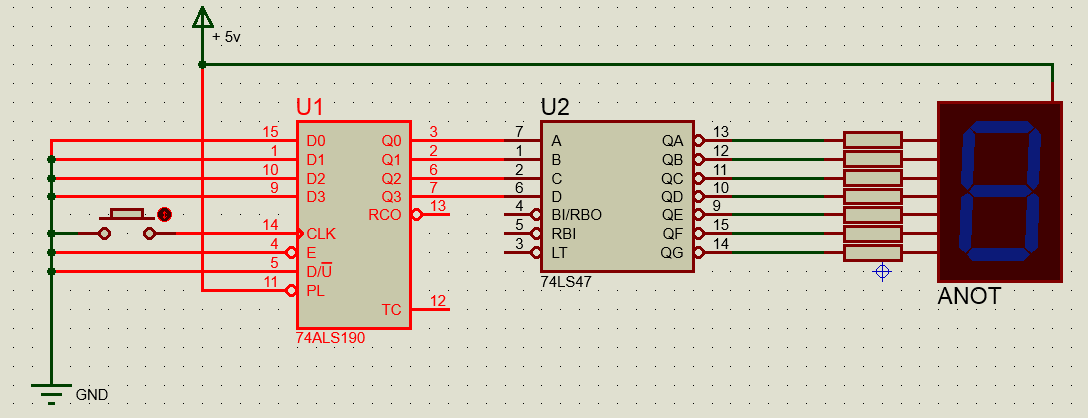 + 5v
U1
15 D0 Q0 3
1 D1 Q1 2
10 D2 Q2 6
9 D3 Q3 7
RCO 13
14 CLK
4 E
5 D/U̅
11 PL
TC 12
74ALS190
U2
7 A QA 13
1 B QB 12
2 C QC 11
6 D QD 10
4 BI/RBO QE 9
5 RBI QF 15
3 LT QG 14
74LS47
ANOT
GND